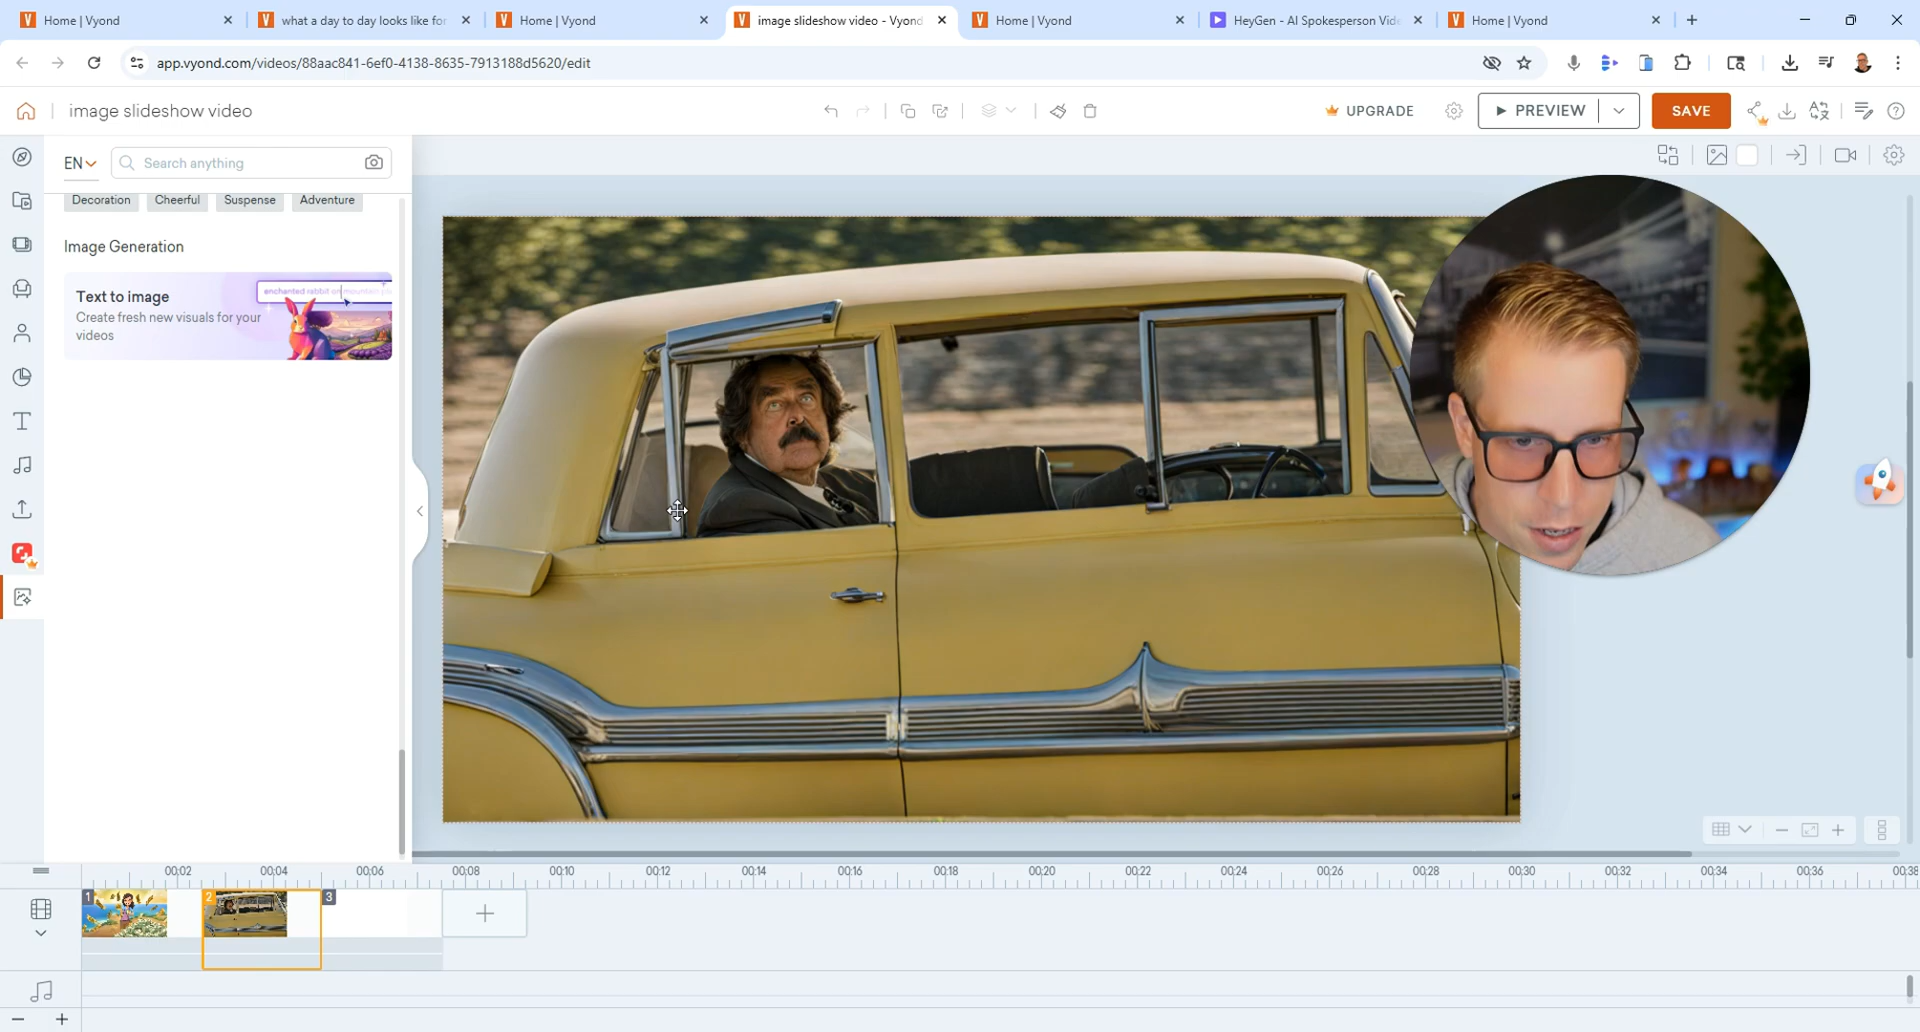 Home | Vyond
what a day to day looks like for
Home | Vyond
image slideshow video - Vyond
Home | Vyond
HeyGen - AI Spokesperson Vide
Home | Vyond
app.vyond.com/videos/88aac841-6ef0-4138-8635-7913188d5620/edit
image slideshow video
UPGRADE
PREVIEW
SAVE
EN
Search anything
Decoration
Cheerful
Suspense
Adventure
Image Generation
Text to image
Create fresh new visuals for your
videos
enchanted rabbit on mountain
00:02
00:04
00:06
00:08
00:10
00:12
00:14
00:16
00:18
00:20
00:22
00:24
00:26
00:28
00:30
00:32
00:34
00:36
00:38
1
2
3